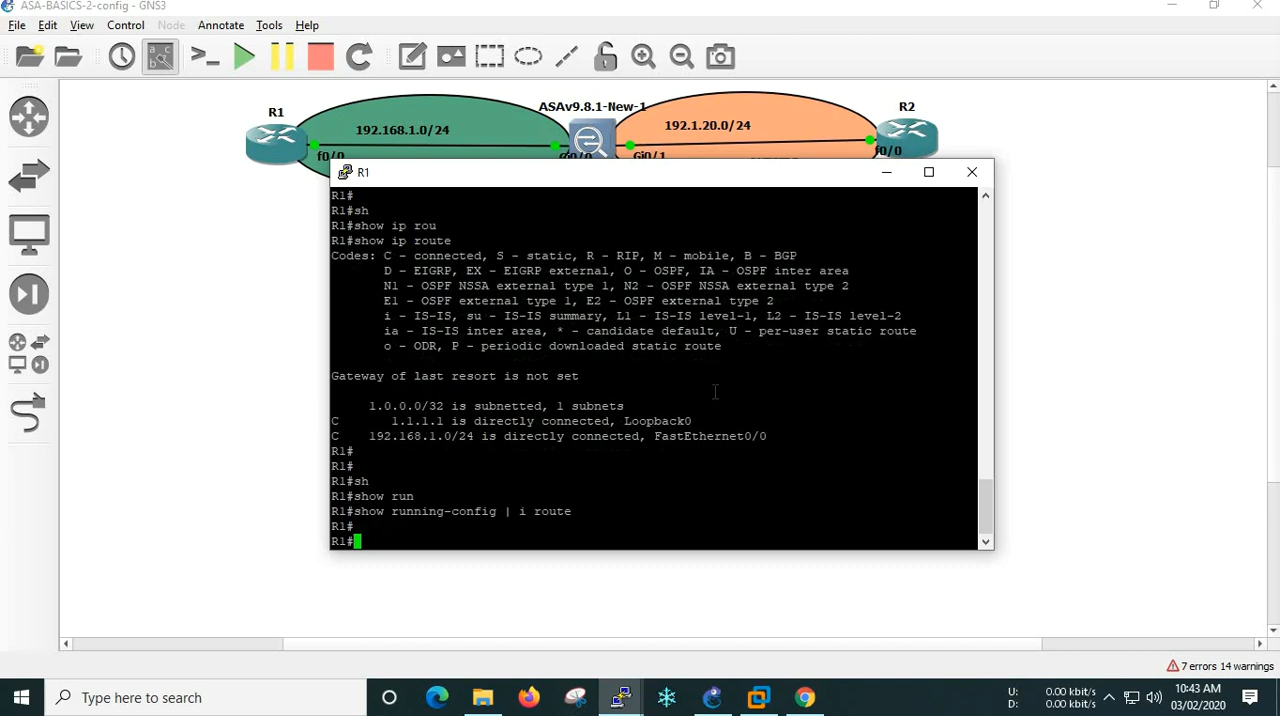 ASA-BASICS-2-config - GNS3
File Edit View Control Node Annotate Tools Help
R1
ASAv9.8.1-New-1
R2
192.168.1.0/24
192.1.20.0/24
f0/0
Gi0/1
f0/0
R1
R1#
R1#sh
R1#show ip rou
R1#show ip route
Codes: C - connected, S - static, R - RIP, M - mobile, B - BGP
D - EIGRP, EX - EIGRP external, O - OSPF, IA - OSPF inter area
N1 - OSPF NSSA external type 1, N2 - OSPF NSSA external type 2
E1 - OSPF external type 1, E2 - OSPF external type 2
i - IS-IS, su - IS-IS summary, L1 - IS-IS level-1, L2 - IS-IS level-2
ia - IS-IS inter area, * - candidate default, U - per-user static route
o - ODR, P - periodic downloaded static route
Gateway of last resort is not set
1.0.0.0/32 is subnetted, 1 subnets
C 1.1.1.1 is directly connected, Loopback0
C 192.168.1.0/24 is directly connected, FastEthernet0/0
R1#
R1#
R1#sh
R1#show run
R1#show running-config | i route
R1#
R1#
7 errors 14 warnings
Type here to search
U: 0.00 kbit/s
D: 0.00 kbit/s
10:43 AM
03/02/2020